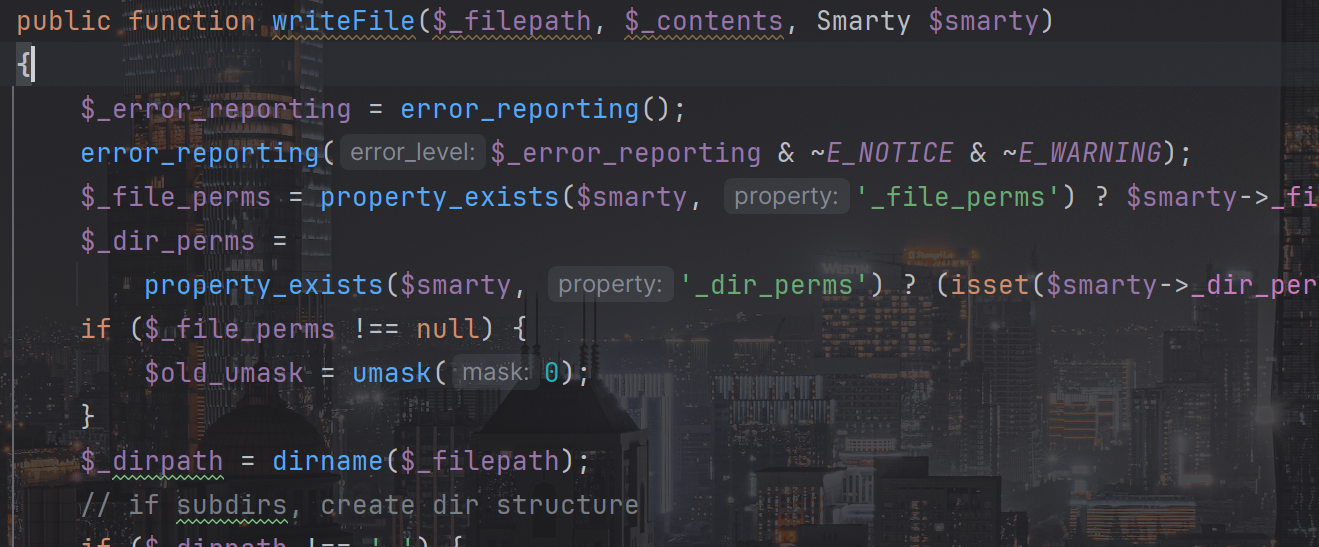 public function writeFile($_filepath, $_contents, Smarty $smarty)
{
$_error_reporting = error_reporting();
error_reporting( error_level: $_error_reporting & ~E_NOTICE & ~E_WARNING);
$_file_perms = property_exists($smarty, property: '_file_perms') ? $smarty->_fi
$_dir_perms =
property_exists($smarty, property: '_dir_perms') ? (isset($smarty->_dir_per
if ($_file_perms !== null) {
$old_umask = umask( mask: 0);
}
$_dirpath = dirname($_filepath);
// if subdirs, create dir structure
if ($_dirpath !== '.') {